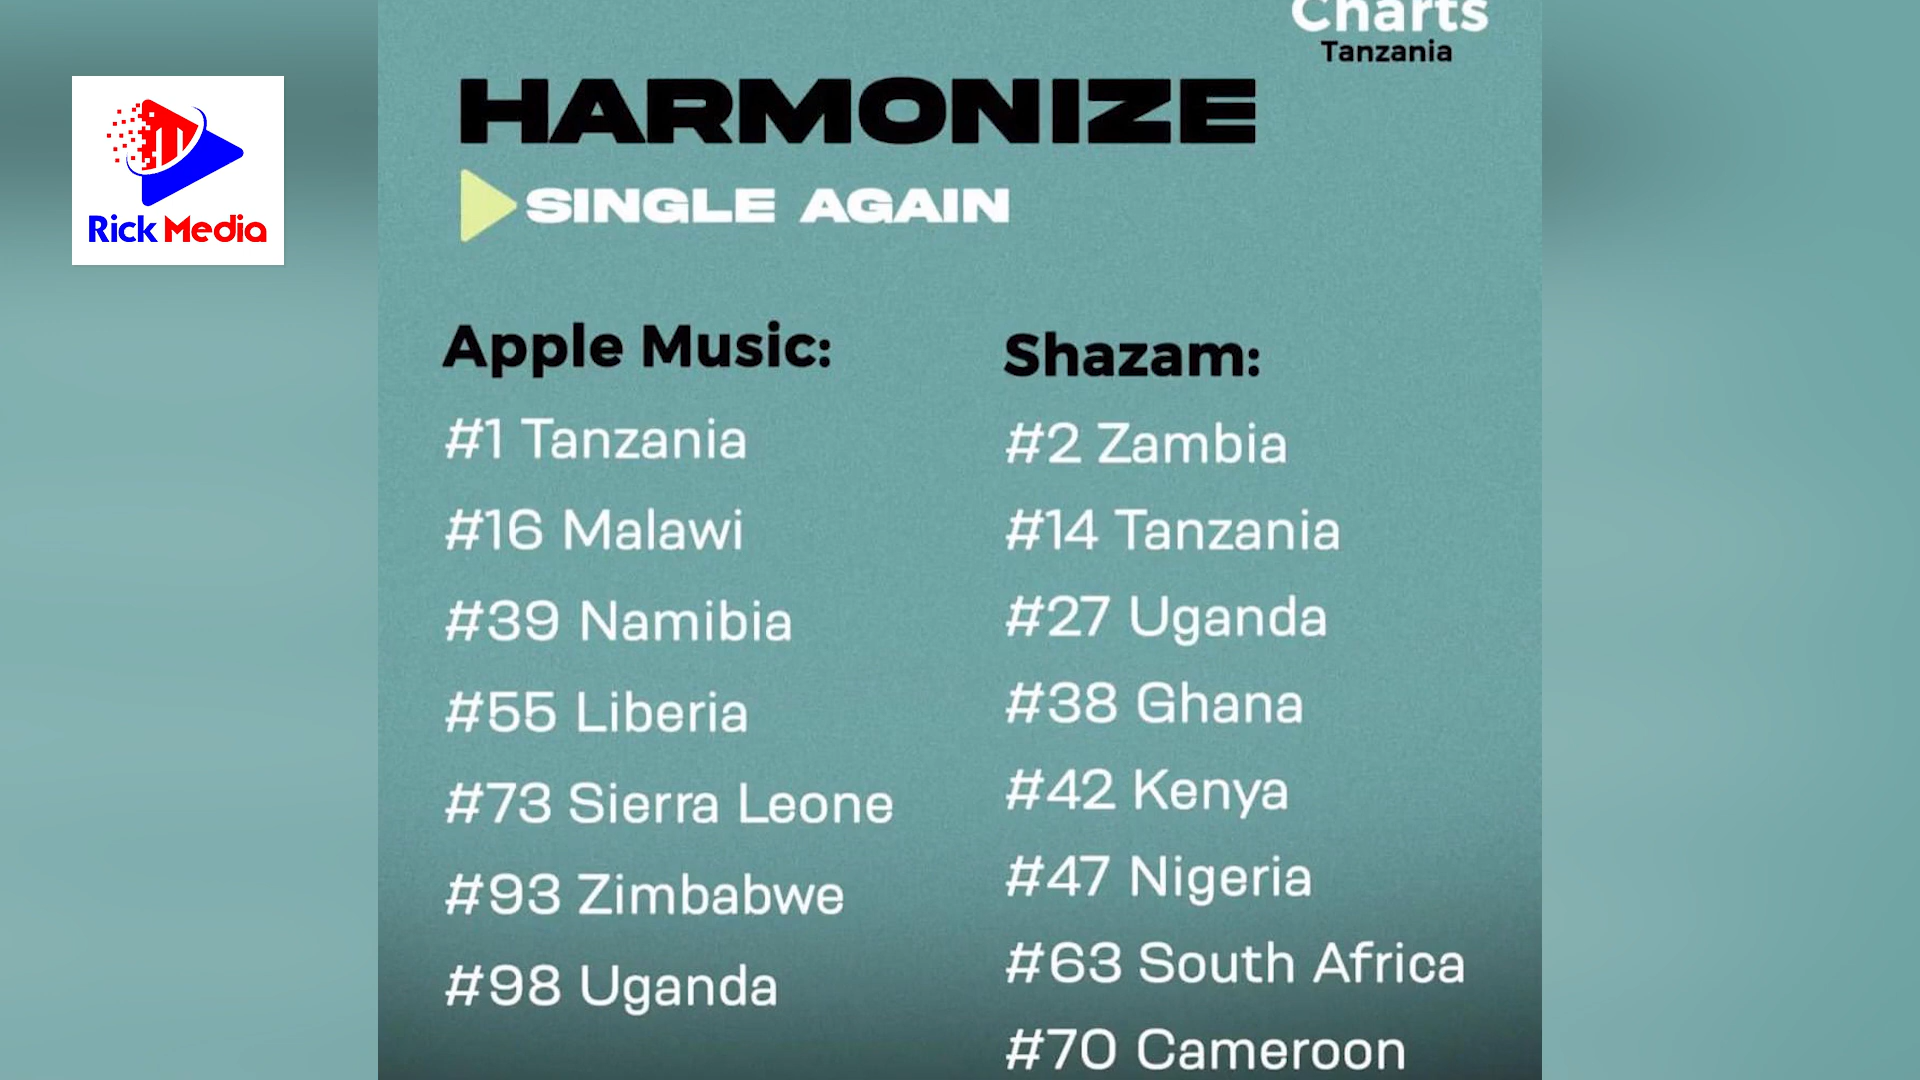 Charts
Tanzania
Rick Media
HARMONIZE
SINGLE AGAIN
Apple Music:
#1 Tanzania
#16 Malawi
#39 Namibia
#55 Liberia
#73 Sierra Leone
#93 Zimbabwe
#98 Uganda
Shazam:
#2 Zambia
#14 Tanzania
#27 Uganda
#38 Ghana
#42 Kenya
#47 Nigeria
#63 South Africa
#70 Cameroon